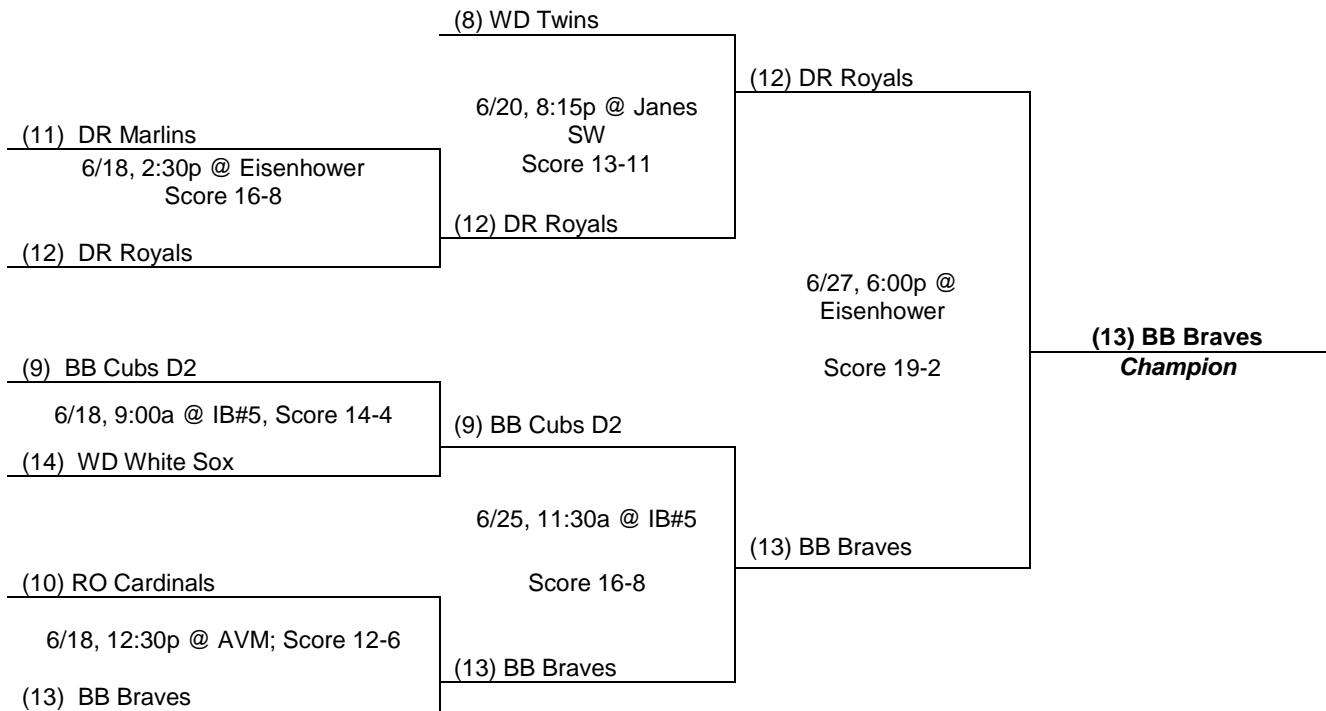 (8) WD Twins
(12) DR Royals
6/20, 8:15p @ Janes
SW
Score 13-11
(11) DR Marlins
6/18, 2:30p @ Eisenhower
Score 16-8
(12) DR Royals
(12) DR Royals
6/27, 6:00p @
Eisenhower
Score 19-2
(13) BB Braves
Champion
(9) BB Cubs D2
6/18, 9:00a @ IB#5, Score 14-4
(9) BB Cubs D2
(14) WD White Sox
6/25, 11:30a @ IB#5
Score 16-8
(13) BB Braves
(10) RO Cardinals
6/18, 12:30p @ AVM; Score 12-6
(13) BB Braves
(13) BB Braves